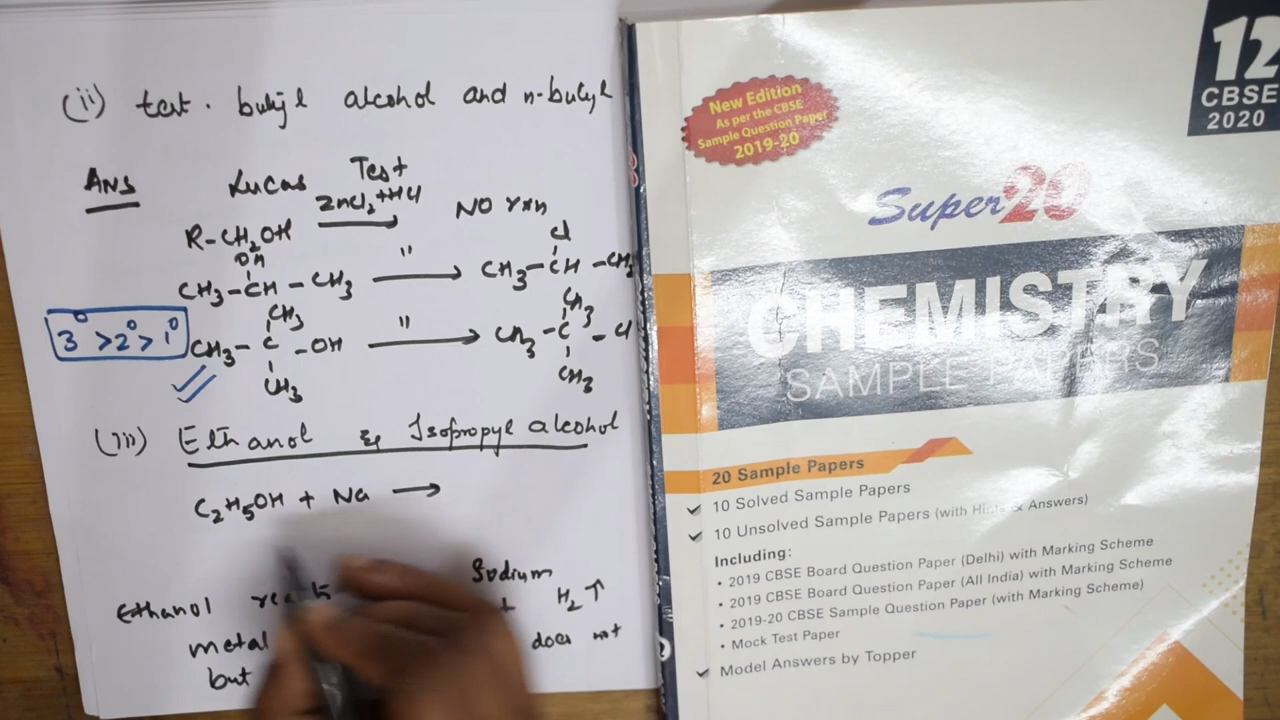 (ii) tert. butyl alcohol and n-butyl
Ans Lucas Test
R-CH2OH ZnCl2+HCl NO rxn
OH Cl
CH3-CH-CH3 " CH3-CH-CH3
CH3 CH3
3° >2° >1° CH3-C-OH " CH3-C-Cl
CH3 CH3
(iii) Ethanol & Isopropyl alcohol
C2H5OH + Na →
Ethanol Sodium
metal H2↑
but does not
New Edition
As per the CBSE
Sample Question Paper
2019-20
12
CBSE
2020
Super20
CHEMISTRY
SAMPLE PAPERS
20 Sample Papers
10 Solved Sample Papers
10 Unsolved Sample Papers (with Hints & Answers)
Including:
• 2019 CBSE Board Question Paper (Delhi) with Marking Scheme
• 2019 CBSE Board Question Paper (All India) with Marking Scheme
• 2019-20 CBSE Sample Question Paper (with Marking Scheme)
• Mock Test Paper
Model Answers by Topper